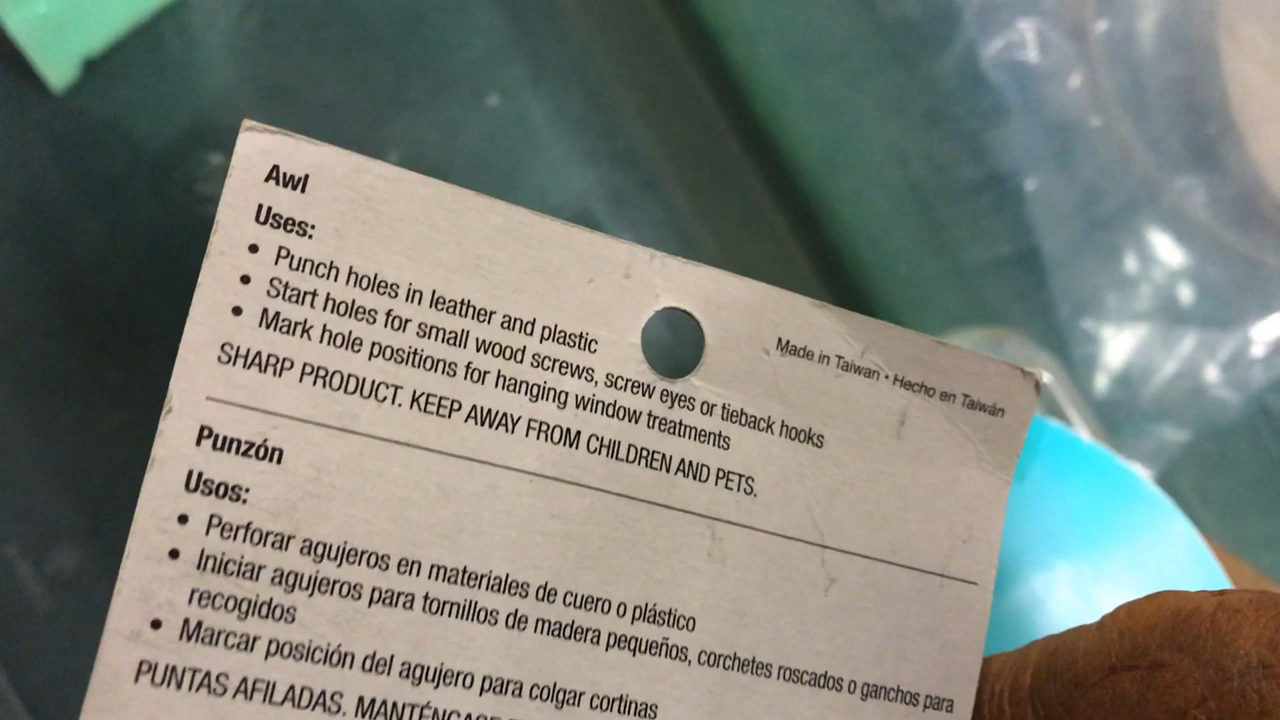 Awl
Uses:
• Punch holes in leather and plastic
• Start holes for small wood screws, screw eyes or tieback hooks
• Mark hole positions for hanging window treatments
SHARP PRODUCT. KEEP AWAY FROM CHILDREN AND PETS.
Made in Taiwan • Hecho en Taiwán
Punzón
Usos:
• Perforar agujeros en materiales de cuero o plástico
• Iniciar agujeros para tornillos de madera pequeños, corchetes roscados o ganchos para
recogidos
• Marcar posición del agujero para colgar cortinas
PUNTAS AFILADAS.